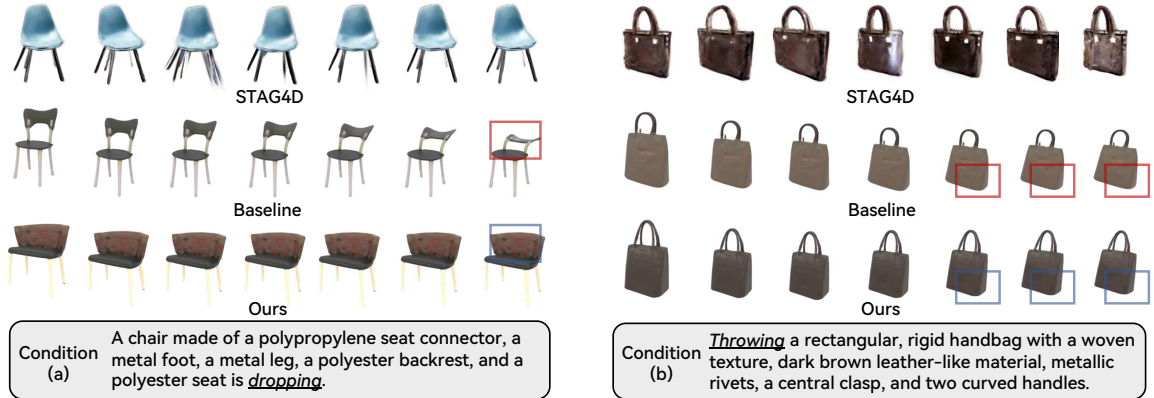 STAG4D
Baseline
Ours
Condition
(a)
A chair made of a polypropylene seat connector, a
metal foot, a metal leg, a polyester backrest, and a
polyester seat is dropping.
STAG4D
Baseline
Ours
Condition
(b)
Throwing a rectangular, rigid handbag with a woven
texture, dark brown leather-like material, metallic
rivets, a central clasp, and two curved handles.